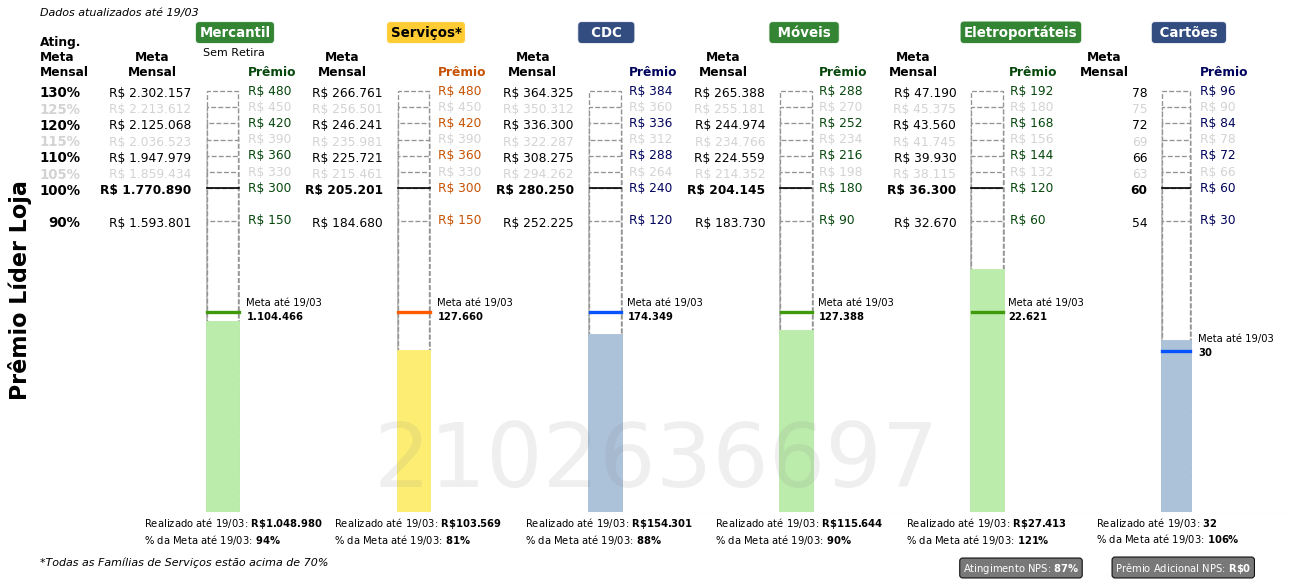 Dados atualizados até 19/03
Mercantil Serviços* CDC Móveis Eletroportáteis Cartões
Sem Retira
Ating. Meta Mensal
Meta Mensal Prêmio Meta Mensal Prêmio Meta Mensal Prêmio Meta Mensal Prêmio Meta Mensal Prêmio Meta Mensal Prêmio
130% R$ 2.302.157 R$ 480 R$ 266.761 R$ 480 R$ 364.325 R$ 384 R$ 265.388 R$ 288 R$ 47.190 R$ 192 78 R$ 96
125% R$ 2.213.612 R$ 450 R$ 256.501 R$ 450 R$ 350.312 R$ 360 R$ 255.181 R$ 270 R$ 45.375 R$ 180 75 R$ 90
120% R$ 2.125.068 R$ 420 R$ 246.241 R$ 420 R$ 336.300 R$ 336 R$ 244.974 R$ 252 R$ 43.560 R$ 168 72 R$ 84
115% R$ 2.036.523 R$ 390 R$ 235.981 R$ 390 R$ 322.287 R$ 312 R$ 234.766 R$ 234 R$ 41.745 R$ 156 69 R$ 78
110% R$ 1.947.979 R$ 360 R$ 225.721 R$ 360 R$ 308.275 R$ 288 R$ 224.559 R$ 216 R$ 39.930 R$ 144 66 R$ 72
105% R$ 1.859.434 R$ 330 R$ 215.461 R$ 330 R$ 294.262 R$ 264 R$ 214.352 R$ 198 R$ 38.115 R$ 132 63 R$ 66
100% R$ 1.770.890 R$ 300 R$ 205.201 R$ 300 R$ 280.250 R$ 240 R$ 204.145 R$ 180 R$ 36.300 R$ 120 60 R$ 60
90% R$ 1.593.801 R$ 150 R$ 184.680 R$ 150 R$ 252.225 R$ 120 R$ 183.730 R$ 90 R$ 32.670 R$ 60 54 R$ 30
Prêmio Líder Loja
Meta até 19/03 Meta até 19/03 Meta até 19/03 Meta até 19/03 Meta até 19/03
1.104.466 127.660 174.349 127.388 22.621
Meta até 19/03
30
2102636697
Realizado até 19/03: R$1.048.980 Realizado até 19/03: R$103.569 Realizado até 19/03: R$154.301 Realizado até 19/03: R$115.644 Realizado até 19/03: R$27.413 Realizado até 19/03: 32
% da Meta até 19/03: 94% % da Meta até 19/03: 81% % da Meta até 19/03: 88% % da Meta até 19/03: 90% % da Meta até 19/03: 121% % da Meta até 19/03: 106%
*Todas as Famílias de Serviços estão acima de 70%
Atingimento NPS: 87% Prêmio Adicional NPS: R$0